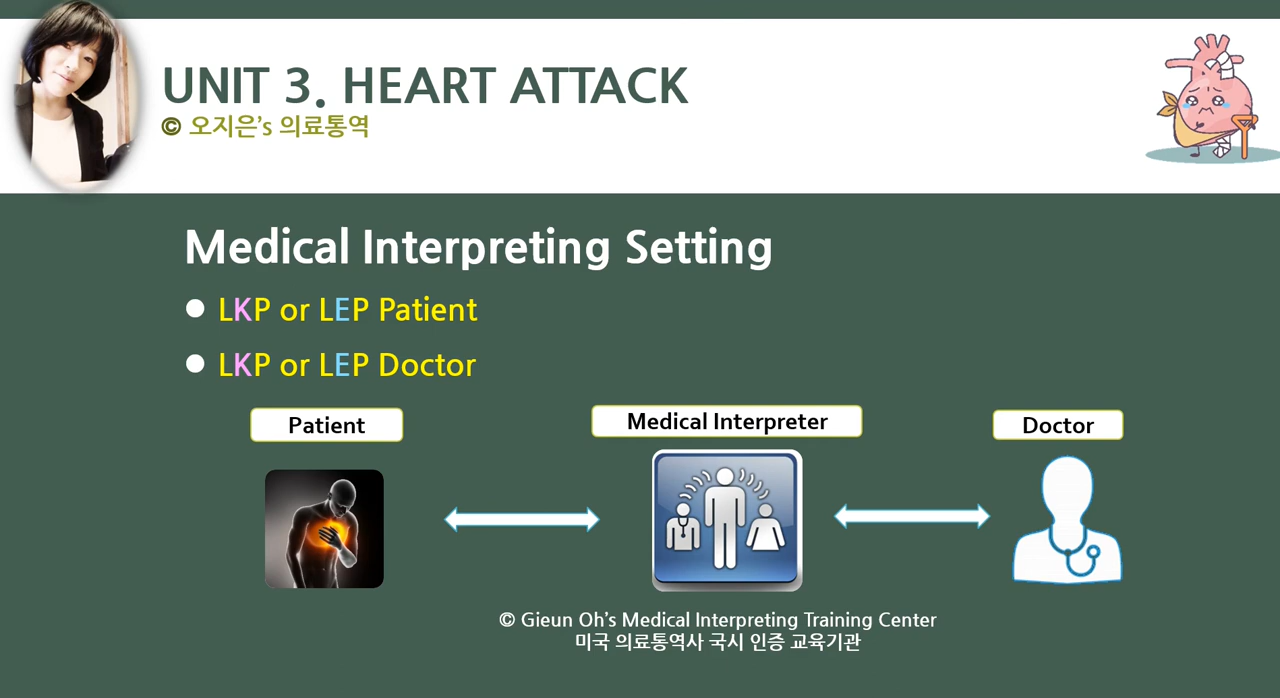 UNIT 3. HEART ATTACK
© 오지은's 의료통역
Medical Interpreting Setting
● LKP or LEP Patient
● LKP or LEP Doctor
Patient
Medical Interpreter
Doctor
© Gieun Oh's Medical Interpreting Training Center
미국 의료통역사 국시 인증 교육기관